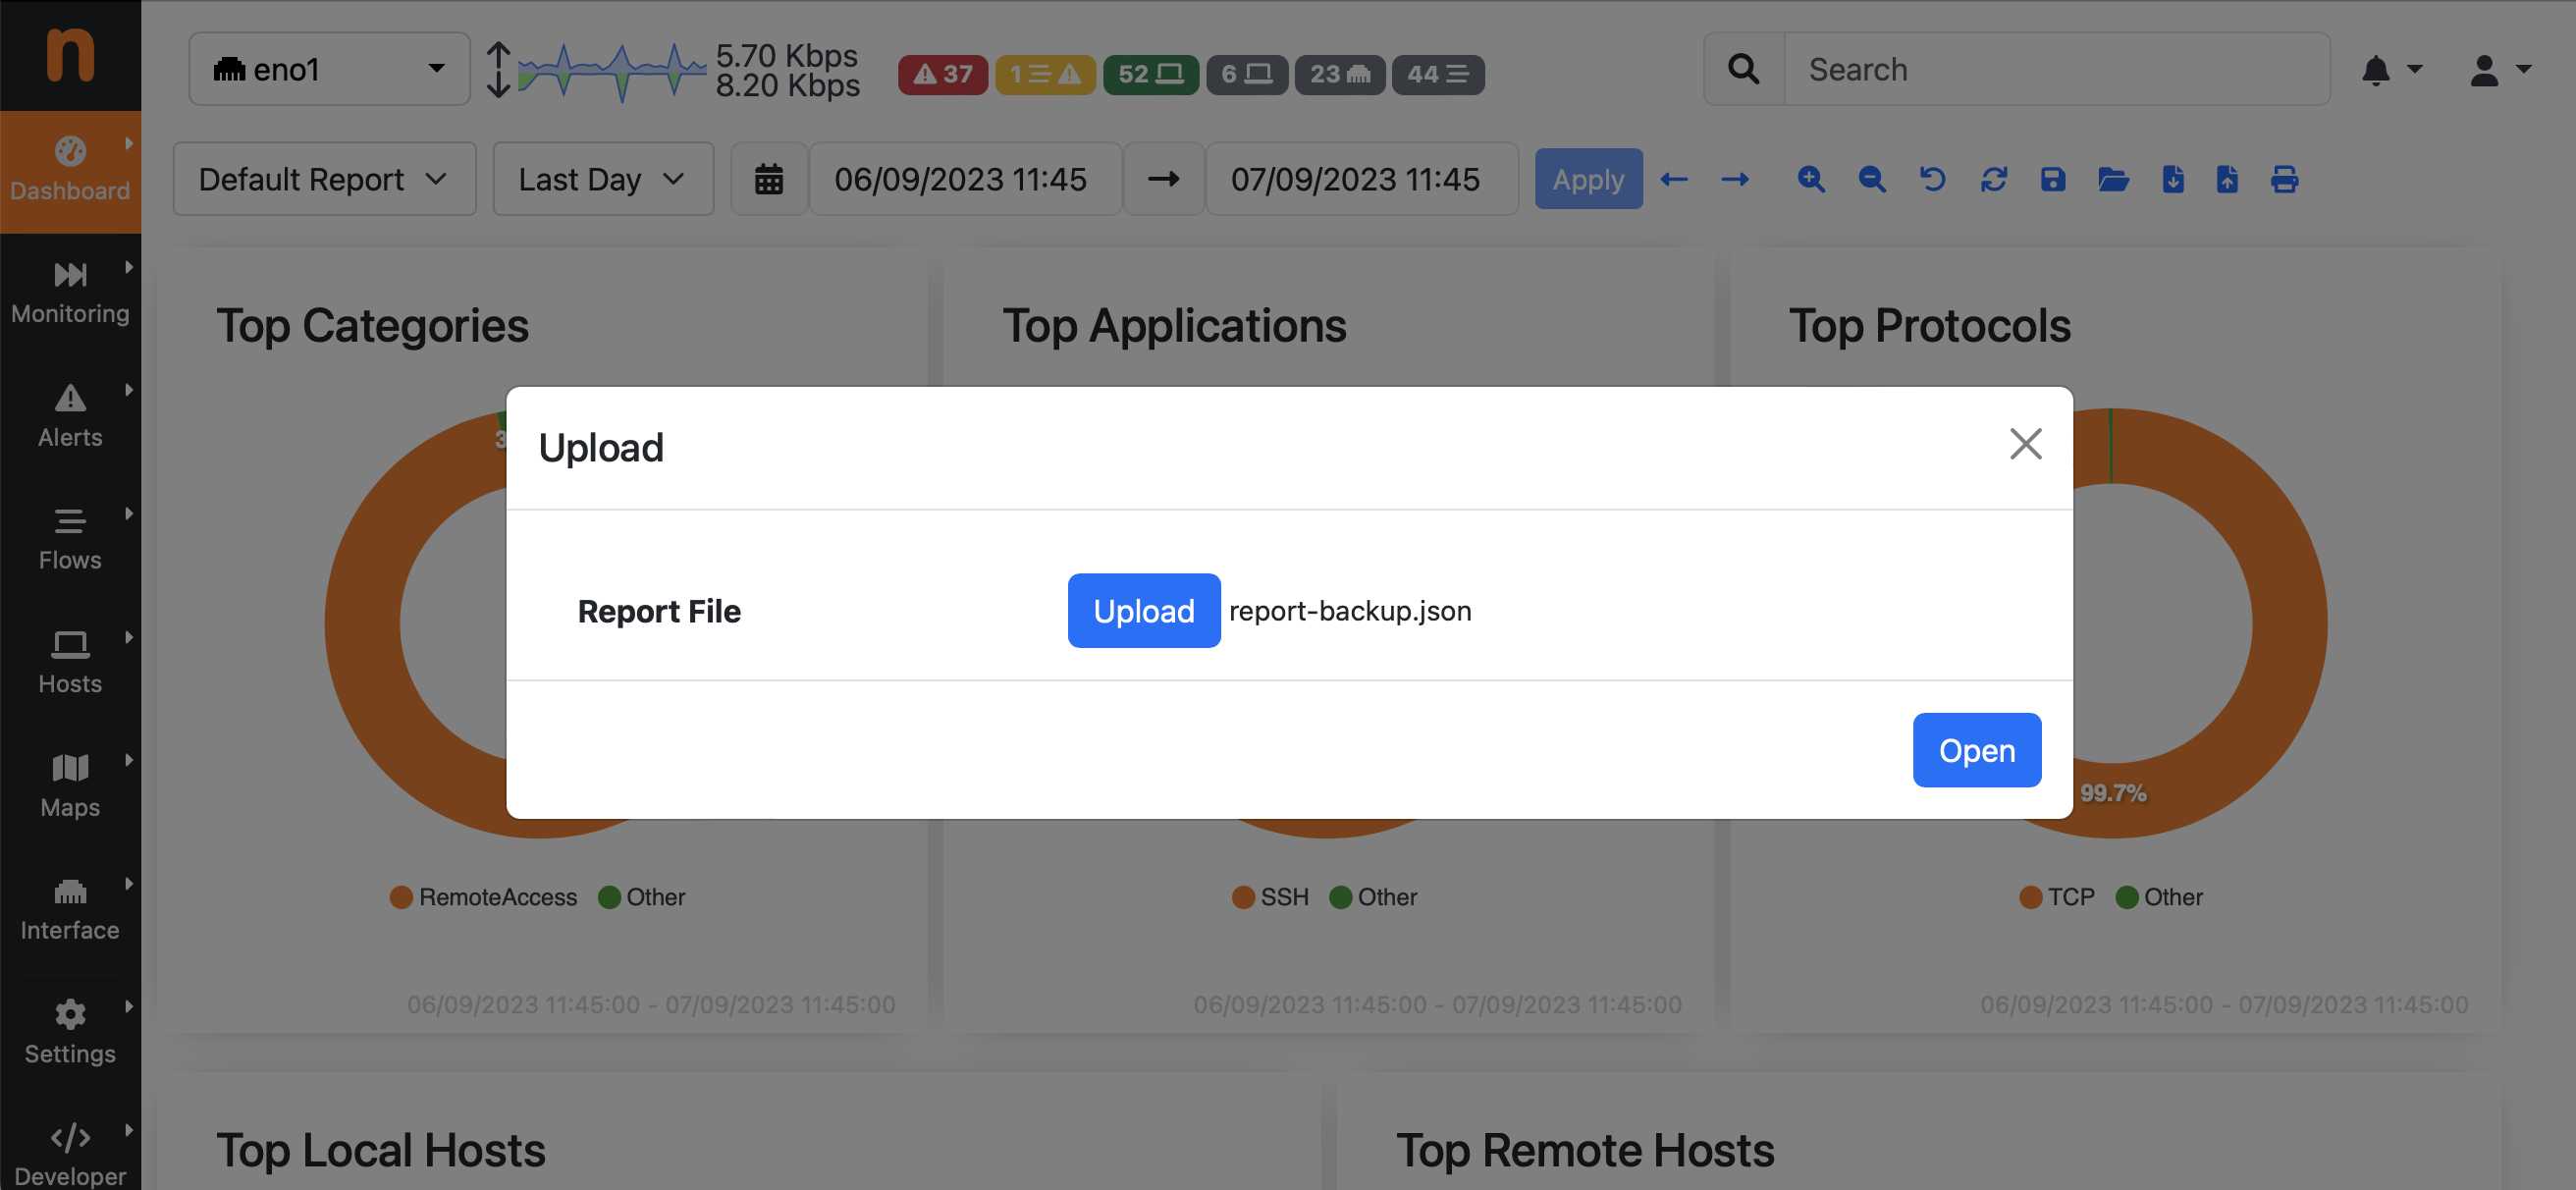 n
eno1
5.70 Kbps
8.20 Kbps
37
1
52
6
23
44
Search
Default Report
Last Day
06/09/2023 11:45
07/09/2023 11:45
Apply
Dashboard
Monitoring
Alerts
Flows
Hosts
Maps
Interface
Settings
Developer
Top Categories
Top Applications
Top Protocols
Upload
Report File
Upload report-backup.json
Open
99.7%
RemoteAccess Other
SSH Other
TCP Other
06/09/2023 11:45:00 - 07/09/2023 11:45:00
06/09/2023 11:45:00 - 07/09/2023 11:45:00
06/09/2023 11:45:00 - 07/09/2023 11:45:00
Top Local Hosts
Top Remote Hosts